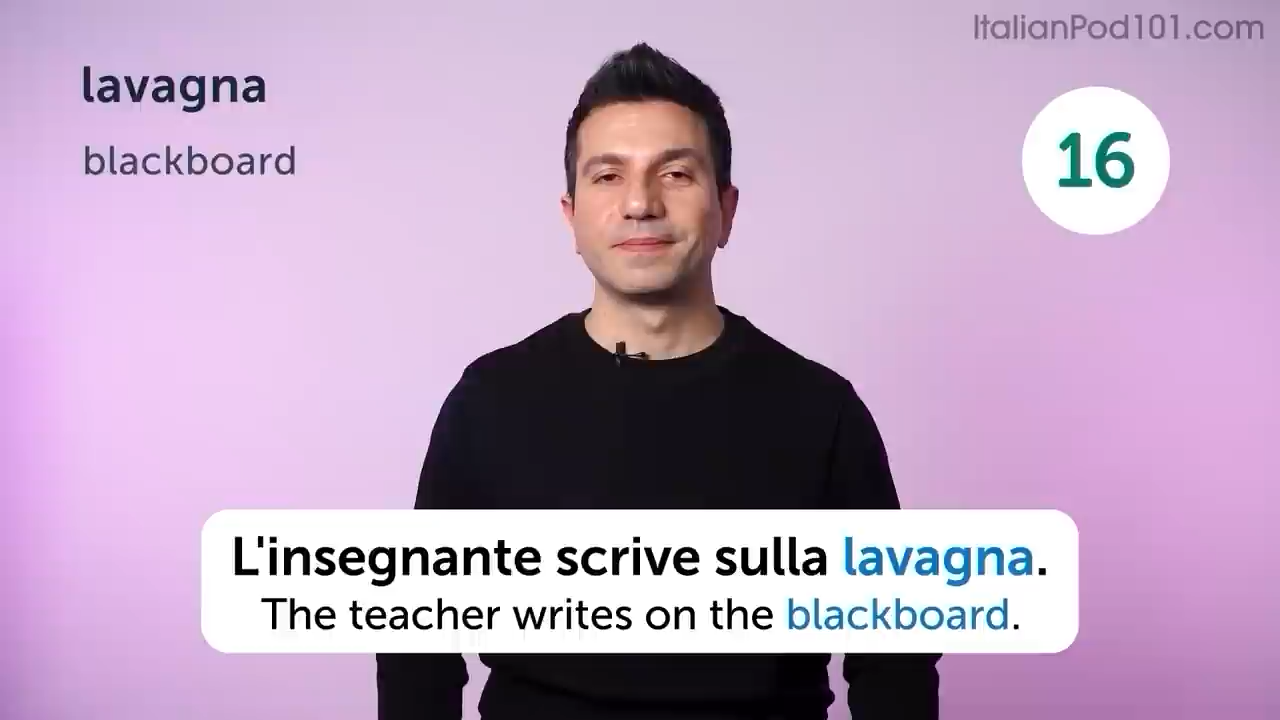 ItalianPod101.com
lavagna
blackboard
16
L'insegnante scrive sulla lavagna.
The teacher writes on the blackboard.